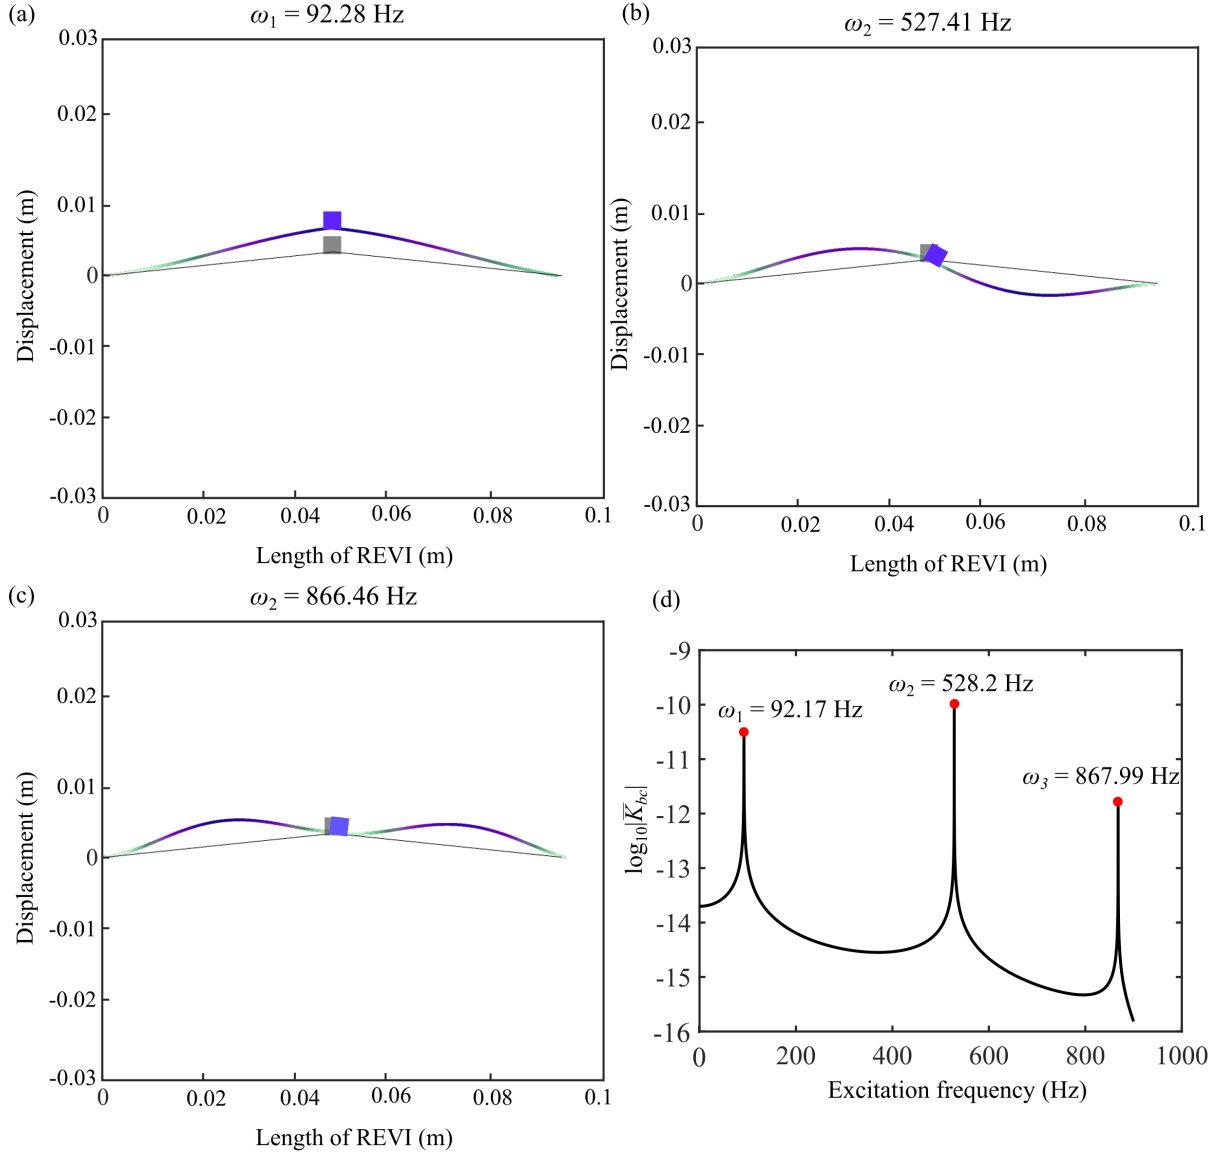 (a)
ω1 = 92.28 Hz
0.03
0.02
0.01
0
-0.01
-0.02
-0.03
Displacement (m)
0
0.02
0.04
0.06
0.08
0.1
Length of REVI (m)
(b)
ω2 = 527.41 Hz
0.03
0.02
0.01
0
-0.01
-0.02
-0.03
Displacement (m)
0
0.02
0.04
0.06
0.08
0.1
Length of REVI (m)
(c)
ω2 = 866.46 Hz
0.03
0.02
0.01
0
-0.01
-0.02
-0.03
Displacement (m)
0
0.02
0.04
0.06
0.08
0.1
Length of REVI (m)
(d)
-9
-10
-11
-12
-13
-14
-15
-16
log10|K̅bc|
ω1 = 92.17 Hz
ω2 = 528.2 Hz
ω3 = 867.99 Hz
0
200
400
600
800
1000
Excitation frequency (Hz)